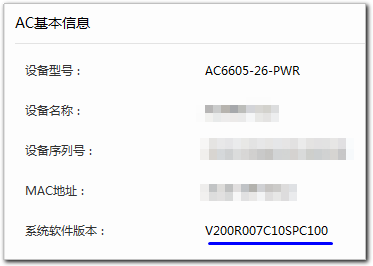 AC基本信息
设备型号： AC6605-26-PWR
设备名称：
设备序列号：
MAC地址：
系统软件版本： V200R007C10SPC100